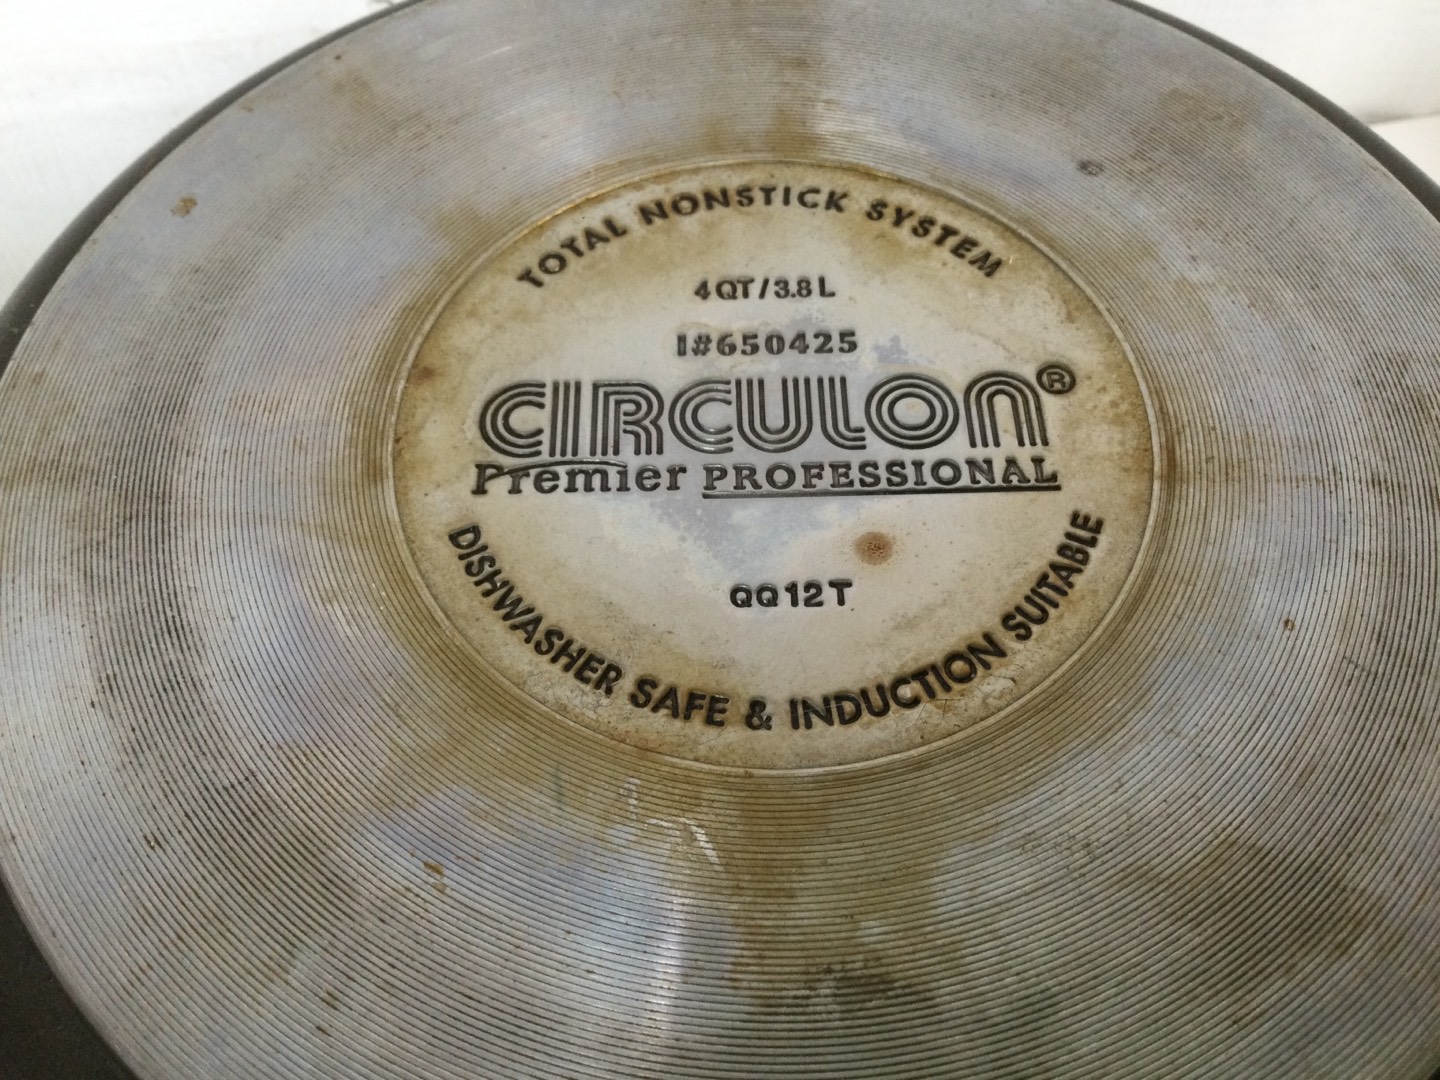 TOTAL NONSTICK SYSTEM
4QT/3.8L
I#650425
CIRCULON®
Premier PROFESSIONAL
QQ12T
DISHWASHER SAFE & INDUCTION SUITABLE